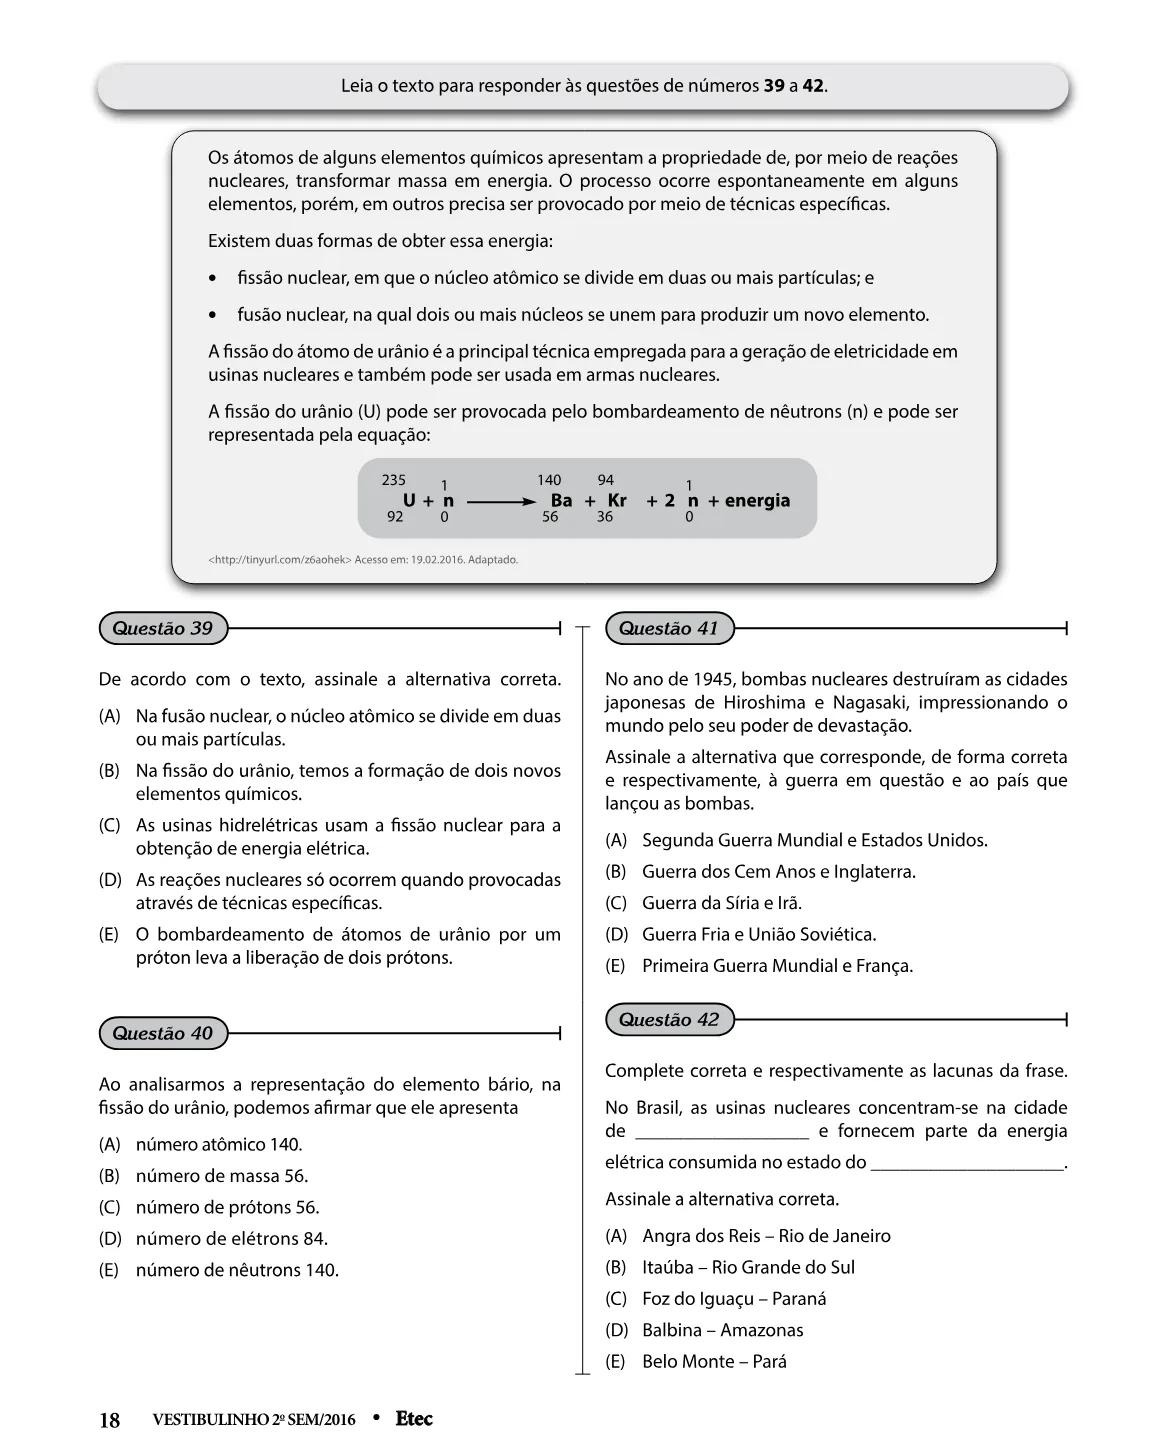 Leia o texto para responder às questões de números 39 a 42.
Os átomos de alguns elementos químicos apresentam a propriedade de, por meio de reações
nucleares, transformar massa em energia. O processo ocorre espontaneamente em alguns
elementos, porém, em outros precisa ser provocado por meio de técnicas específicas.
Existem duas formas de obter essa energia:
• fissão nuclear, em que o núcleo atômico se divide em duas ou mais partículas; e
• fusão nuclear, na qual dois ou mais núcleos se unem para produzir um novo elemento.
A fissão do átomo de urânio é a principal técnica empregada para a geração de eletricidade em
usinas nucleares e também pode ser usada em armas nucleares.
A fissão do urânio (U) pode ser provocada pelo bombardeamento de nêutrons (n) e pode ser
representada pela equação:
235 1 140 94 1
U + n ⟶ Ba + Kr + 2 n + energia
92 0 56 36 0
<http://tinyurl.com/z6aohek> Acesso em: 19.02.2016. Adaptado.
Questão 39
De acordo com o texto, assinale a alternativa correta.
(A) Na fusão nuclear, o núcleo atômico se divide em duas
ou mais partículas.
(B) Na fissão do urânio, temos a formação de dois novos
elementos químicos.
(C) As usinas hidrelétricas usam a fissão nuclear para a
obtenção de energia elétrica.
(D) As reações nucleares só ocorrem quando provocadas
através de técnicas específicas.
(E) O bombardeamento de átomos de urânio por um
próton leva a liberação de dois prótons.
Questão 40
Ao analisarmos a representação do elemento bário, na
fissão do urânio, podemos afirmar que ele apresenta
(A) número atômico 140.
(B) número de massa 56.
(C) número de prótons 56.
(D) número de elétrons 84.
(E) número de nêutrons 140.
Questão 41
No ano de 1945, bombas nucleares destruíram as cidades
japonesas de Hiroshima e Nagasaki, impressionando o
mundo pelo seu poder de devastação.
Assinale a alternativa que corresponde, de forma correta
e respectivamente, à guerra em questão e ao país que
lançou as bombas.
(A) Segunda Guerra Mundial e Estados Unidos.
(B) Guerra dos Cem Anos e Inglaterra.
(C) Guerra da Síria e Irã.
(D) Guerra Fria e União Soviética.
(E) Primeira Guerra Mundial e França.
Questão 42
Complete correta e respectivamente as lacunas da frase.
No Brasil, as usinas nucleares concentram-se na cidade
de __________________ e fornecem parte da energia
elétrica consumida no estado do ____________________.
Assinale a alternativa correta.
(A) Angra dos Reis – Rio de Janeiro
(B) Itaúba – Rio Grande do Sul
(C) Foz do Iguaçu – Paraná
(D) Balbina – Amazonas
(E) Belo Monte – Pará
18 VESTIBULINHO 2º SEM/2016 • Etec